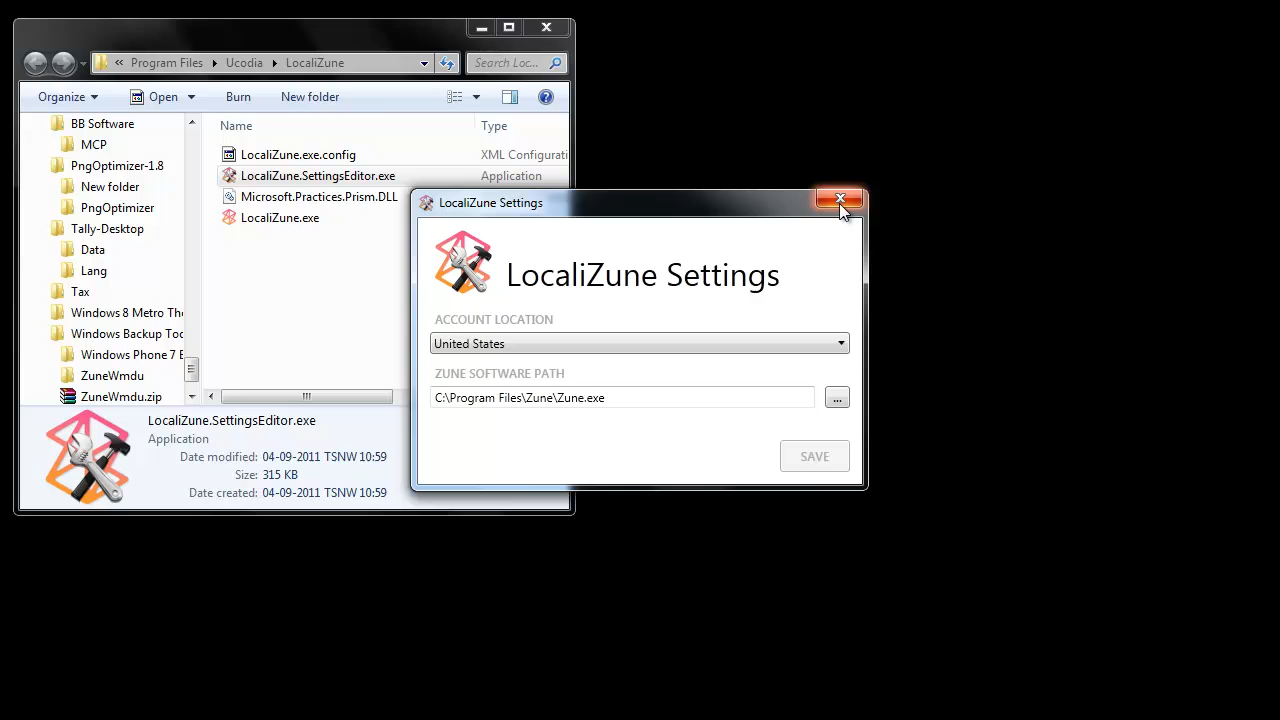 « Program Files ▸ Ucodia ▸ LocaliZune
Search Loc...
Organize Open Burn New folder
BB Software
MCP
PngOptimizer-1.8
New folder
PngOptimizer
Tally-Desktop
Data
Lang
Tax
Windows 8 Metro The
Windows Backup Too
Windows Phone 7 B
ZuneWmdu
ZuneWmdu.zip
Name Type
LocaliZune.exe.config XML Configurati
LocaliZune.SettingsEditor.exe Application
Microsoft.Practices.Prism.DLL
LocaliZune.exe
LocaliZune.SettingsEditor.exe
Application
Date modified: 04-09-2011 TSNW 10:59
Size: 315 KB
Date created: 04-09-2011 TSNW 10:59
LocaliZune Settings
LocaliZune Settings
ACCOUNT LOCATION
United States
ZUNE SOFTWARE PATH
C:\Program Files\Zune\Zune.exe
...
SAVE